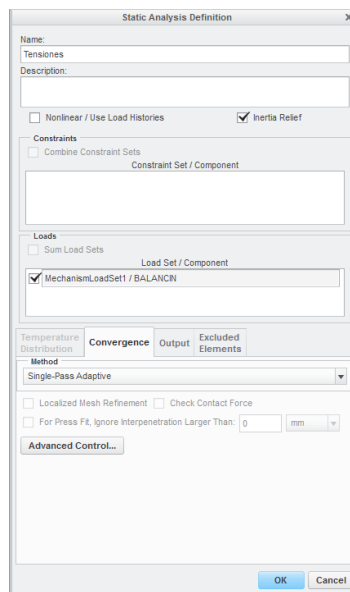 Static Analysis Definition
Name:
Tensiones
Description:
Nonlinear / Use Load Histories Inertia Relief
Constraints
Combine Constraint Sets
Constraint Set / Component
Loads
Sum Load Sets
Load Set / Component
MechanismLoadSet1 / BALANCIN
Temperature Distribution Convergence Output Excluded Elements
Method
Single-Pass Adaptive
Localized Mesh Refinement Check Contact Force
For Press Fit, Ignore Interpenetration Larger Than: 0 mm
Advanced Control...
OK Cancel